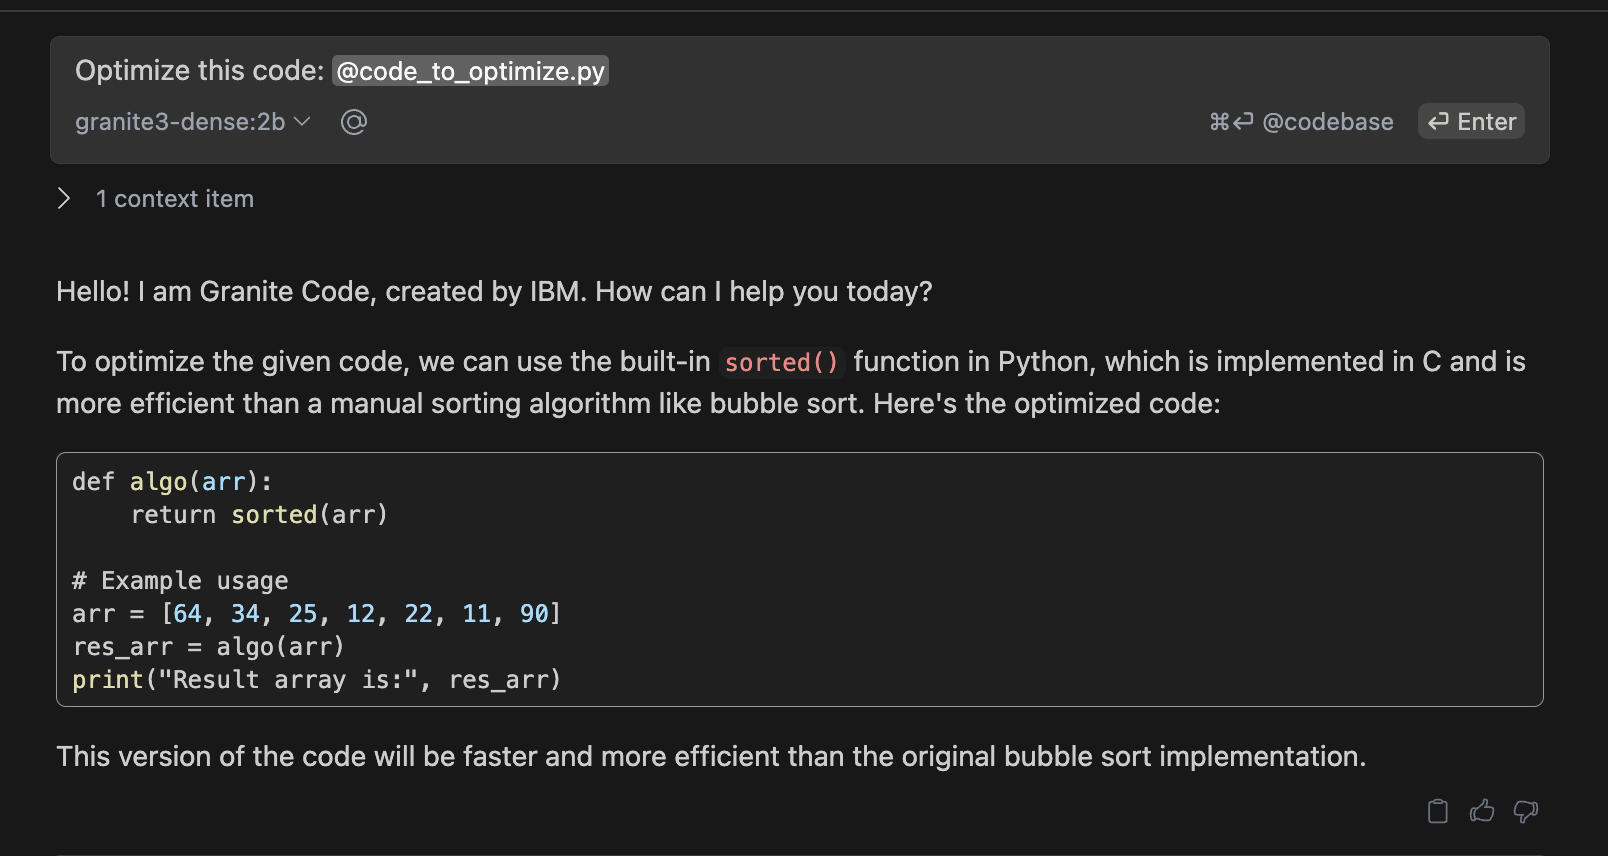 Optimize this code: @code_to_optimize.py
granite3-dense:2b @ ⌘⏎ @codebase ⏎ Enter
1 context item
Hello! I am Granite Code, created by IBM. How can I help you today?
To optimize the given code, we can use the built-in sorted() function in Python, which is implemented in C and is
more efficient than a manual sorting algorithm like bubble sort. Here's the optimized code:
def algo(arr):
    return sorted(arr)
# Example usage
arr = [64, 34, 25, 12, 22, 11, 90]
res_arr = algo(arr)
print("Result array is:", res_arr)
This version of the code will be faster and more efficient than the original bubble sort implementation.